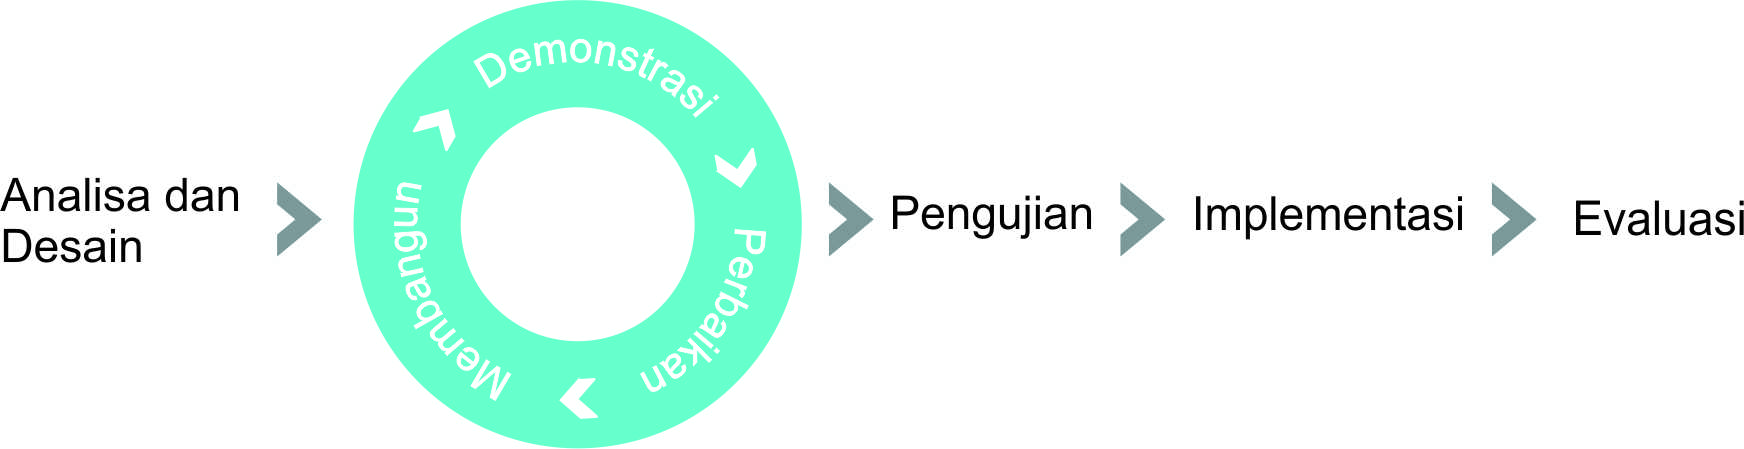 Analisa dan
Desain
Membangun
Demonstrasi
Perbaikan
Pengujian
Implementasi
Evaluasi